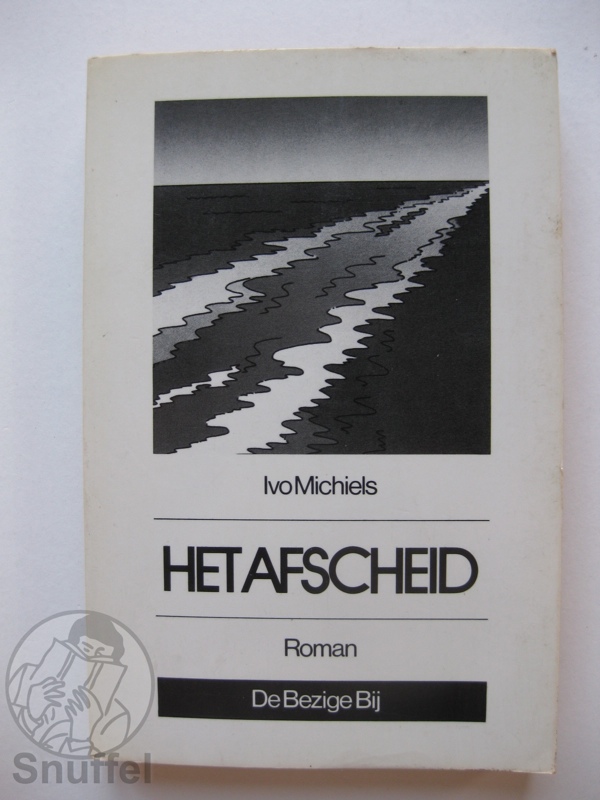 Ivo Michiels
HET AFSCHEID
Roman
De Bezige Bij
Snuffel